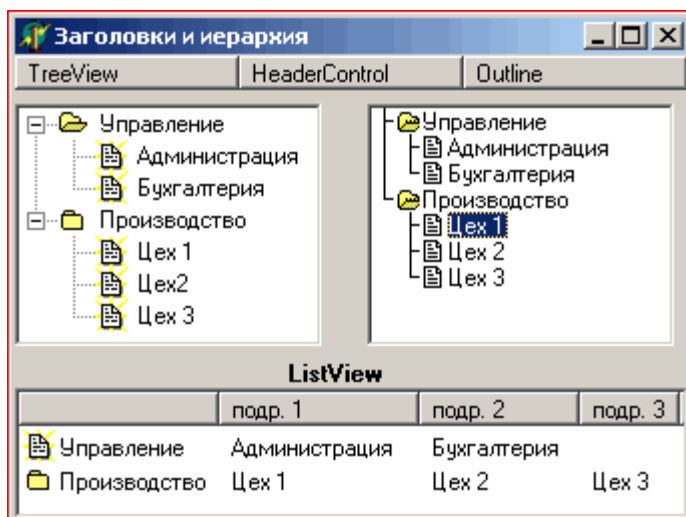 Заголовки и иерархия
TreeView HeaderControl Outline
Управление
Администрация
Бухгалтерия
Производство
Цех 1
Цех2
Цех 3
Управление
Администрация
Бухгалтерия
Производство
Цех 1
Цех 2
Цех 3
ListView
подр. 1 подр. 2 подр. 3
Управление Администрация Бухгалтерия
Производство Цех 1 Цех 2 Цех 3